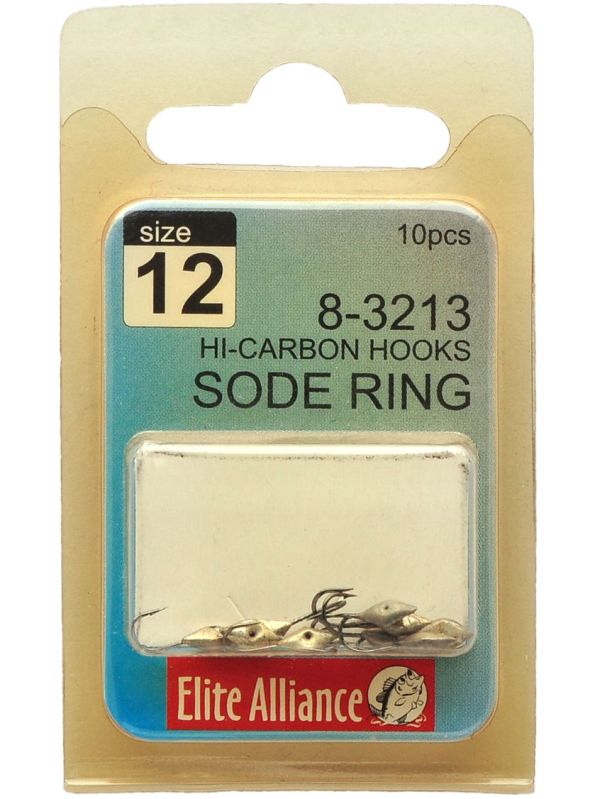 size
12
10pcs
8-3213
HI-CARBON HOOKS
SODE RING
Elite Alliance